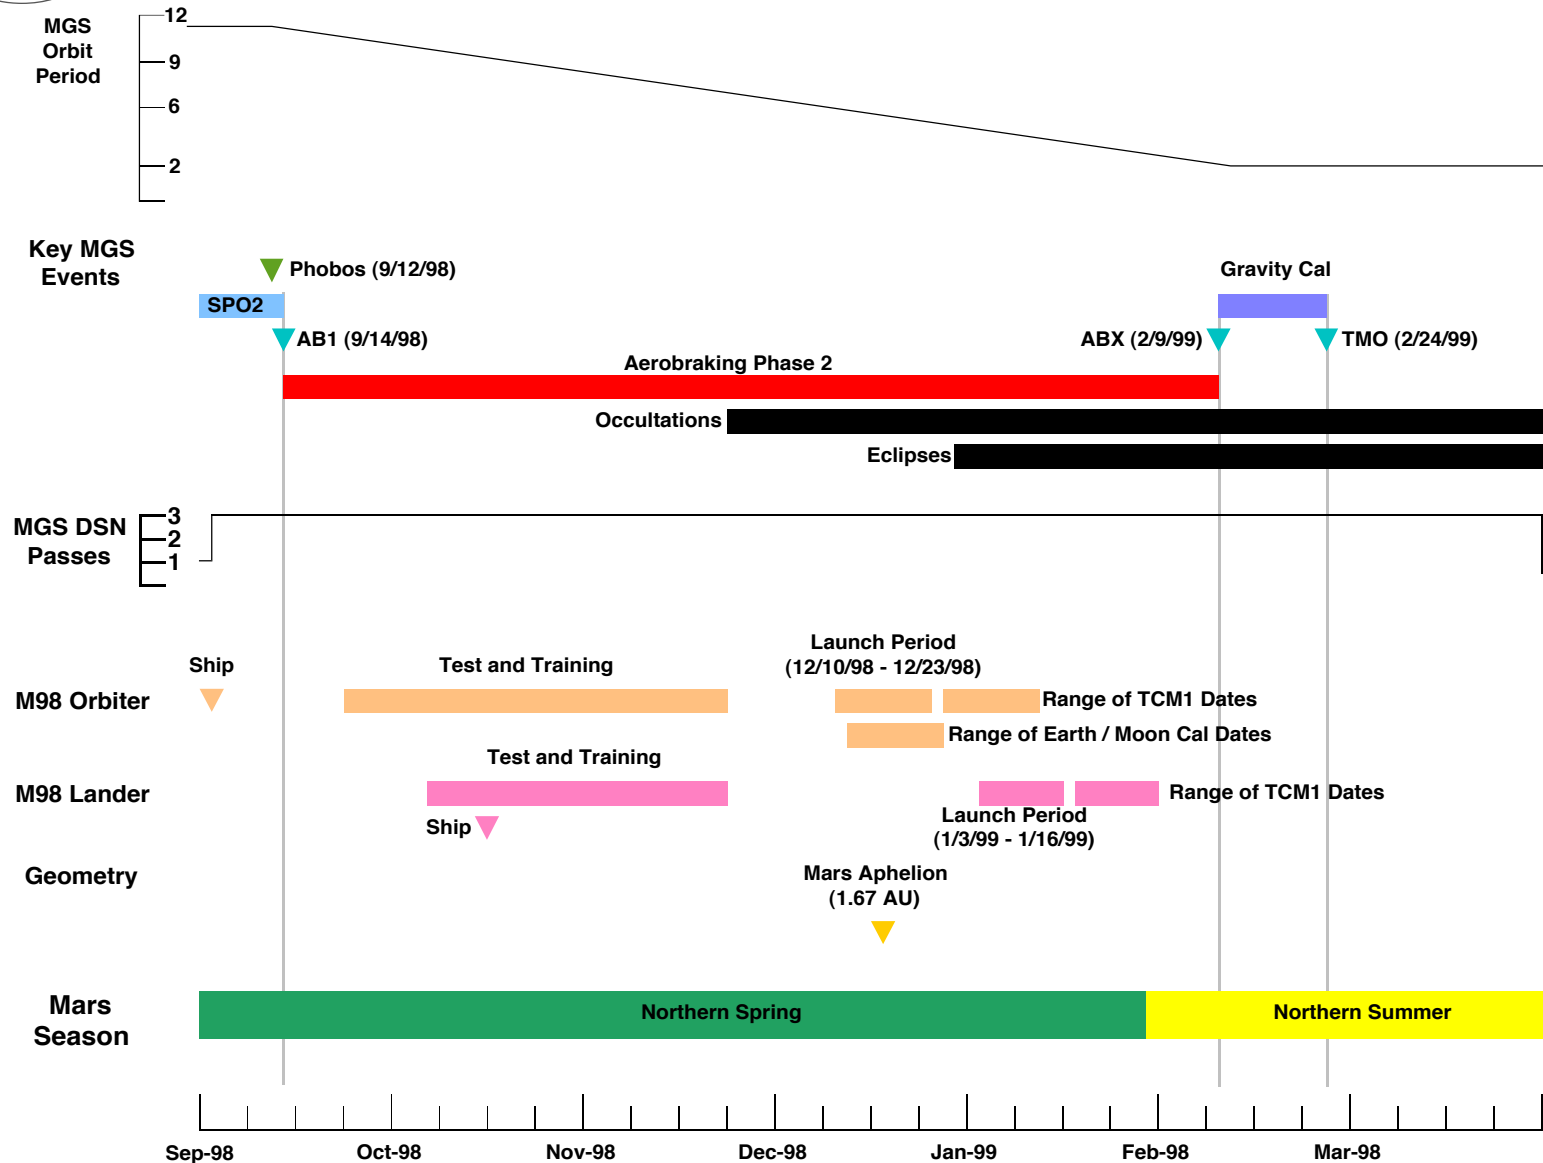 MGS
Orbit
Period
12
9
6
2
Key MGS
Events
Phobos (9/12/98)
Gravity Cal
SPO2
AB1 (9/14/98)
ABX (2/9/99)
TMO (2/24/99)
Aerobraking Phase 2
Occultations
Eclipses
MGS DSN
Passes
3
2
1
Ship
Test and Training
Launch Period
(12/10/98 - 12/23/98)
M98 Orbiter
Range of TCM1 Dates
Range of Earth / Moon Cal Dates
Test and Training
M98 Lander
Range of TCM1 Dates
Ship
Launch Period
(1/3/99 - 1/16/99)
Geometry
Mars Aphelion
(1.67 AU)
Mars
Season
Northern Spring
Northern Summer
Sep-98 Oct-98 Nov-98 Dec-98 Jan-99 Feb-98 Mar-98